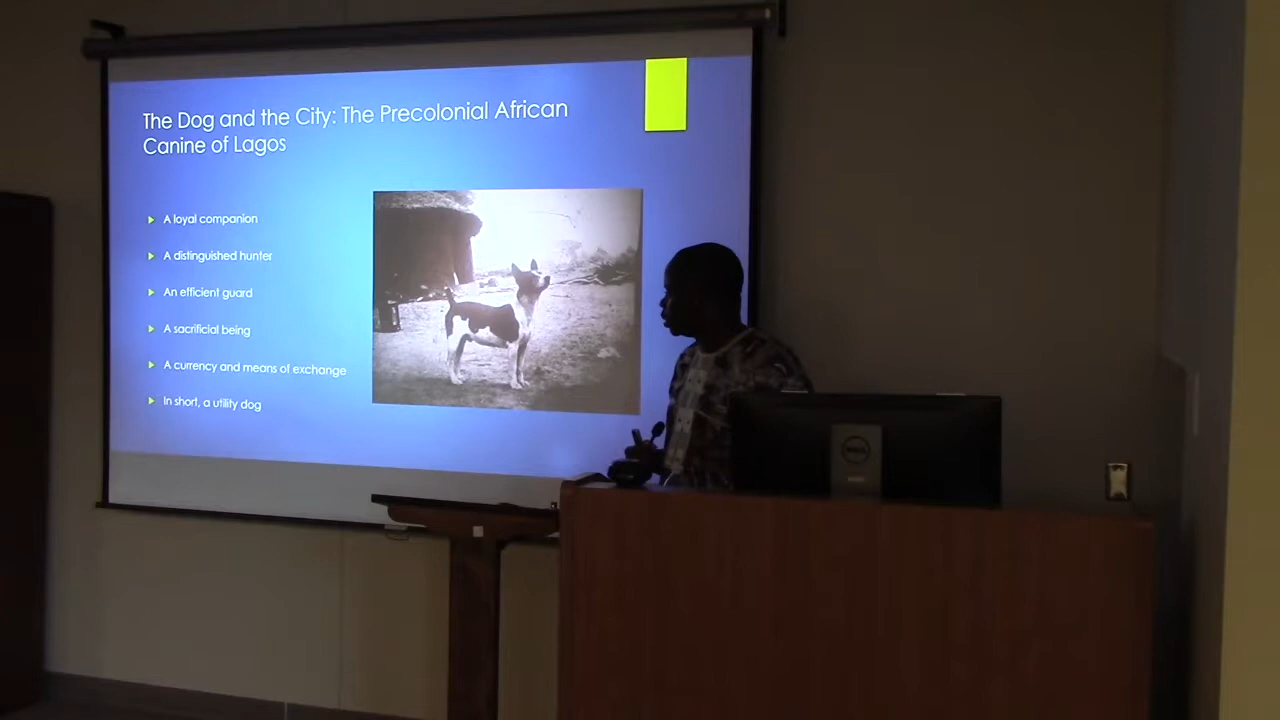 The Dog and the City: The Precolonial African
Canine of Lagos
A loyal companion
A distinguished hunter
An efficient guard
A sacrificial being
A currency and means of exchange
In short, a utility dog
DELL